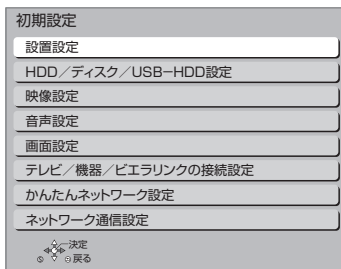 初期設定
設置設定
HDD／ディスク／USB－HDD設定
映像設定
音声設定
画面設定
テレビ／機器／ビエラリンクの接続設定
かんたんネットワーク設定
ネットワーク通信設定
決定
戻る